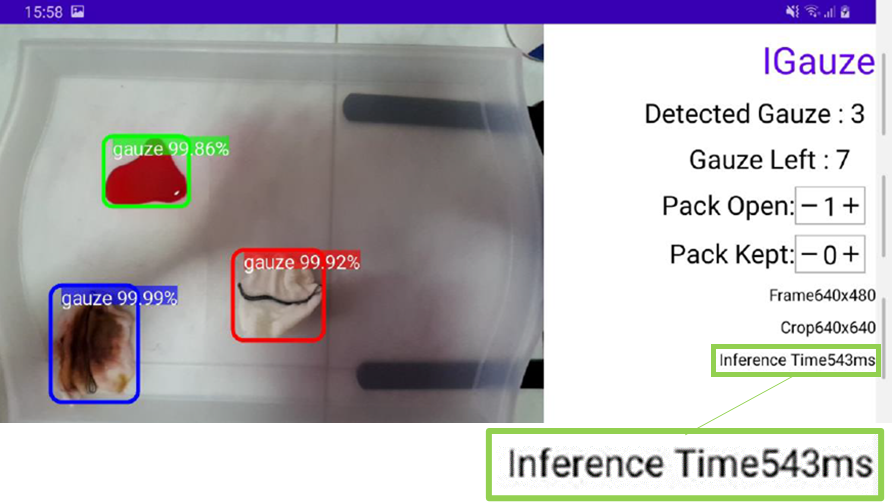 15:58
gauze 99.86%
gauze 99.92%
gauze 99.99%
IGauze
Detected Gauze : 3
Gauze Left : 7
Pack Open: − 1 +
Pack Kept: − 0 +
Frame640x480
Crop640x640
Inference Time543ms
Inference Time543ms